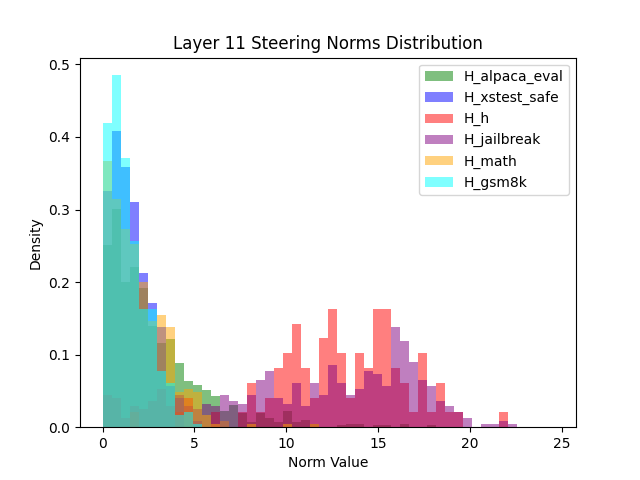 Layer 11 Steering Norms Distribution
0.5
0.4
0.3
0.2
0.1
0.0
Density
H_alpaca_eval
H_xstest_safe
H_h
H_jailbreak
H_math
H_gsm8k
0 5 10 15 20 25
Norm Value